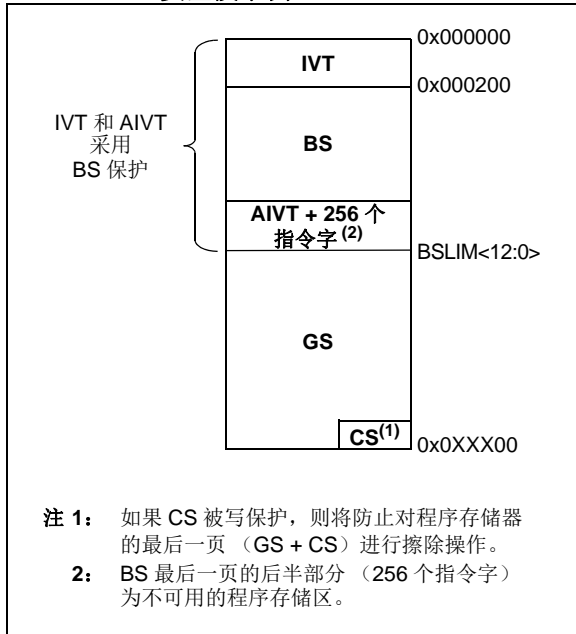 0x000000
IVT
0x000200
IVT 和 AIVT
采用
BS 保护
BS
AIVT + 256 个
指令字(2)
BSLIM<12:0>
GS
CS(1)
0x0XXX00
注 1： 如果 CS 被写保护，则将防止对程序存储器
的最后一页 （GS + CS）进行擦除操作。
2： BS 最后一页的后半部分 （256 个指令字）
为不可用的程序存储区。